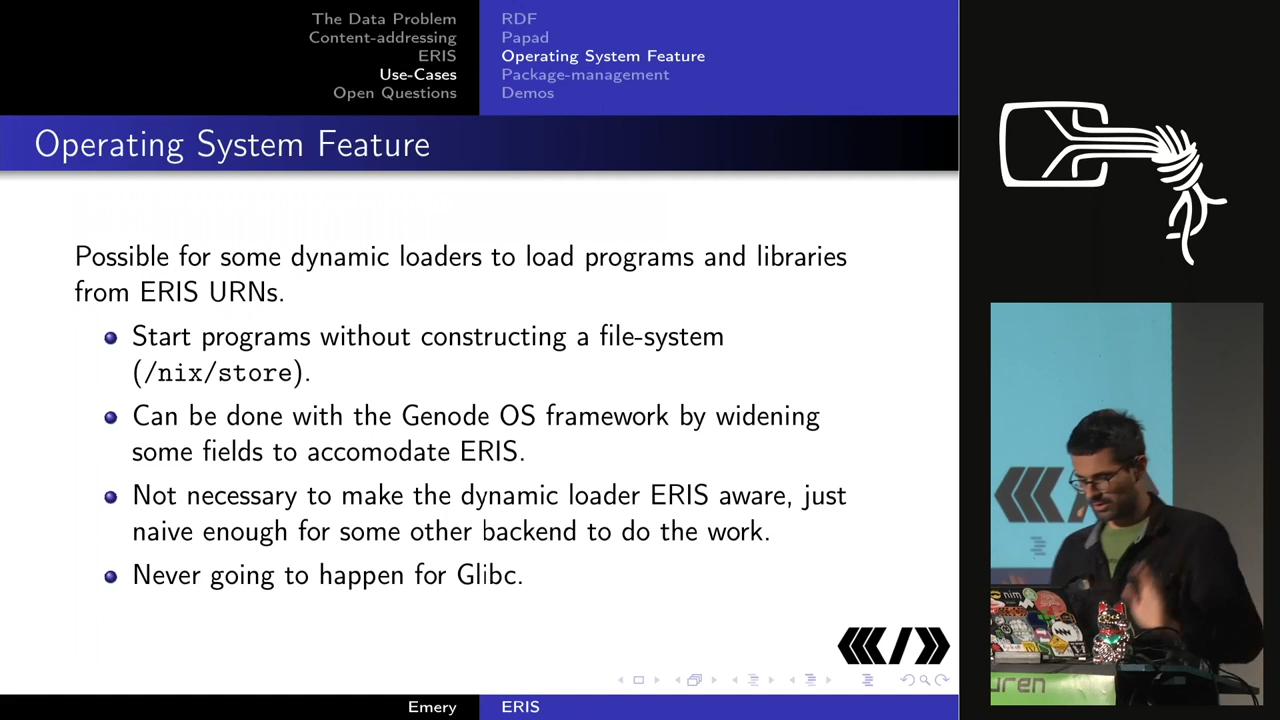 The Data Problem
Content-addressing
ERIS
Use-Cases
Open Questions
RDF
Papad
Operating System Feature
Package-management
Demos
Operating System Feature
Possible for some dynamic loaders to load programs and libraries
from ERIS URNs.
Start programs without constructing a file-system
(/nix/store).
Can be done with the Genode OS framework by widening
some fields to accomodate ERIS.
Not necessary to make the dynamic loader ERIS aware, just
naive enough for some other backend to do the work.
Never going to happen for Glibc.
Emery
ERIS
nim
uren